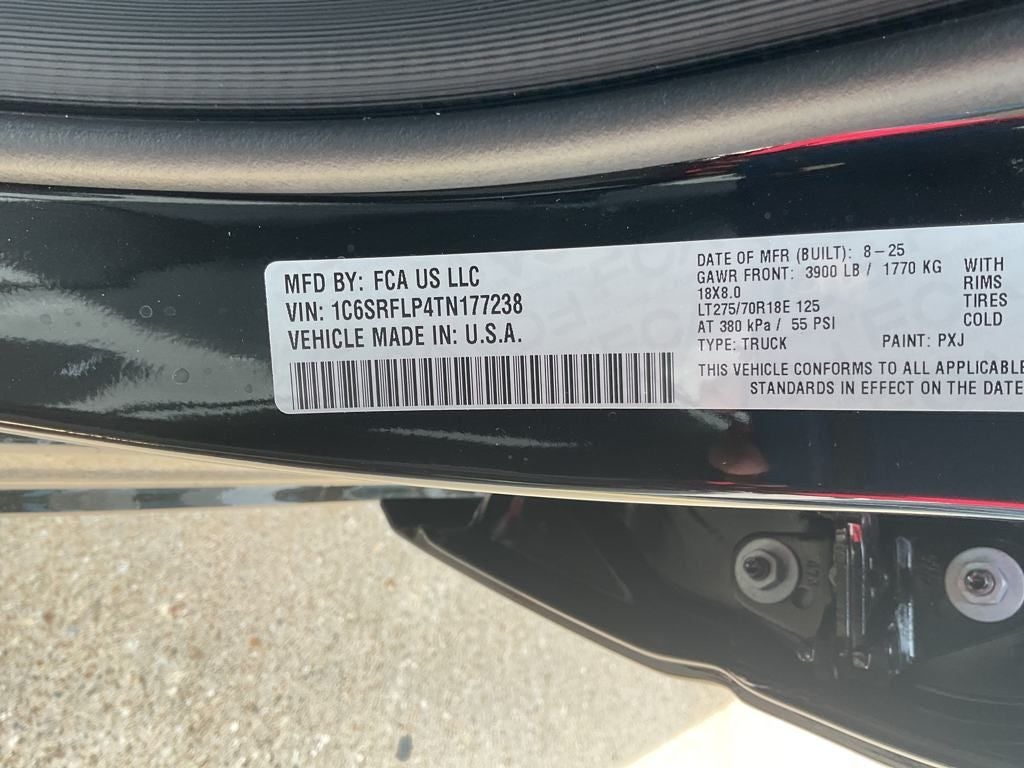 MFD BY: FCA US LLC
VIN: 1C6SRFLP4TN177238
VEHICLE MADE IN: U.S.A.
DATE OF MFR (BUILT): 8-25
GAWR FRONT: 3900 LB / 1770 KG WITH
18X8.0 RIMS
LT275/70R18E 125 TIRES
AT 380 kPa / 55 PSI COLD
TYPE: TRUCK PAINT: PXJ
THIS VEHICLE CONFORMS TO ALL APPLICABLE
STANDARDS IN EFFECT ON THE DATE